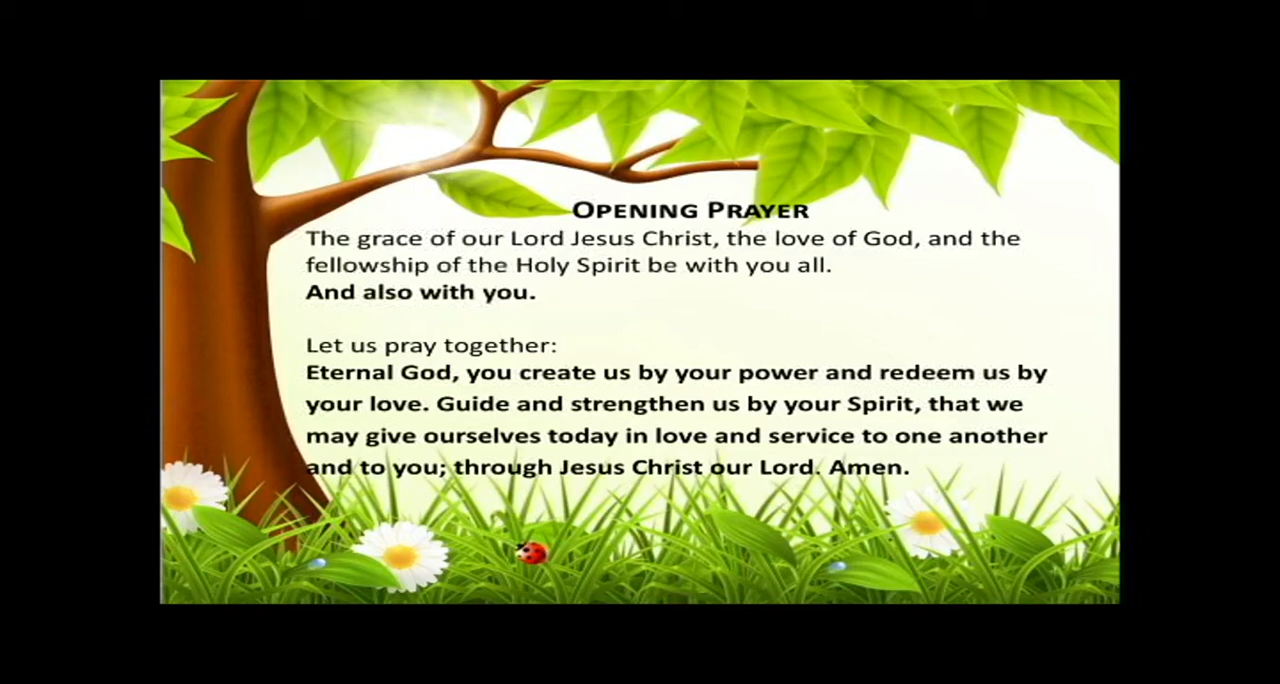 OPENING PRAYER
The grace of our Lord Jesus Christ, the love of God, and the
fellowship of the Holy Spirit be with you all.
And also with you.
Let us pray together:
Eternal God, you create us by your power and redeem us by
your love. Guide and strengthen us by your Spirit, that we
may give ourselves today in love and service to one another
and to you; through Jesus Christ our Lord. Amen.